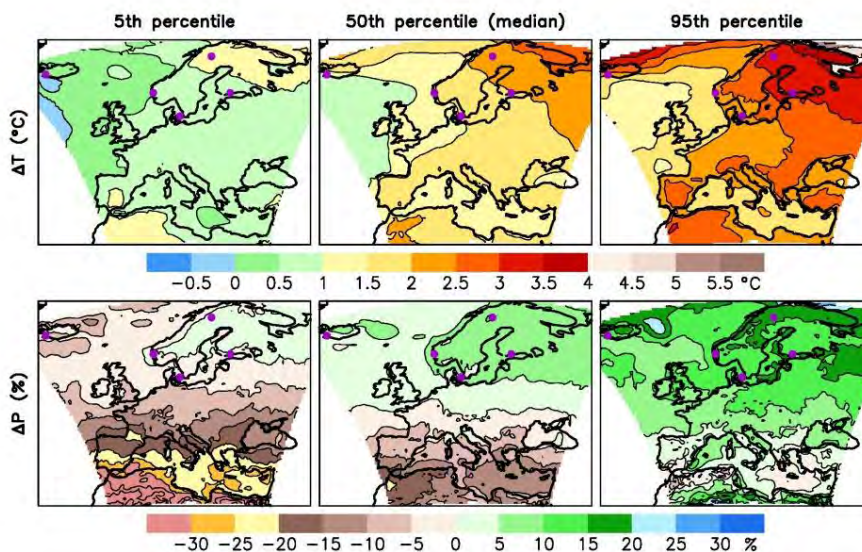 5th percentile 50th percentile (median) 95th percentile
ΔT (°C)
−0.5 0 0.5 1 1.5 2 2.5 3 3.5 4 4.5 5 5.5 °C
ΔP (%)
−30 −25 −20 −15 −10 −5 0 5 10 15 20 25 30 %